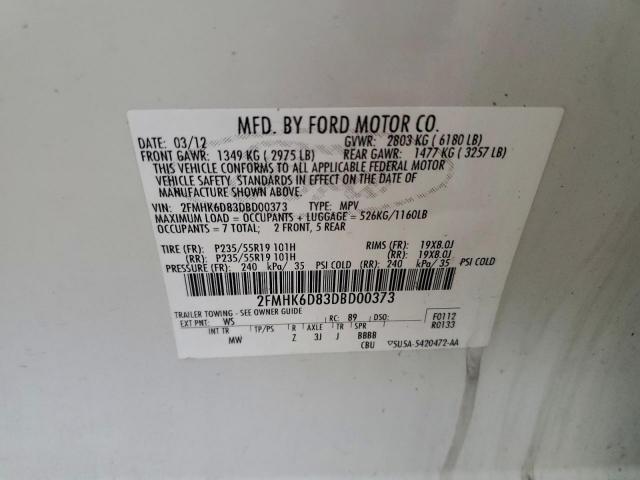 MFD. BY FORD MOTOR CO.
DATE: 03/12 GVWR: 2803 KG ( 6180 LB)
FRONT GAWR: 1349 KG ( 2975 LB) REAR GAWR: 1477 KG ( 3257 LB)
THIS VEHICLE CONFORMS TO ALL APPLICABLE FEDERAL MOTOR
VEHICLE SAFETY STANDARDS IN EFFECT ON THE DATE OF
MANUFACTURE SHOWN ABOVE.
VIN: 2FMHK6D83DBD00373 TYPE: MPV
MAXIMUM LOAD = OCCUPANTS + LUGGAGE = 526KG/1160LB
OCCUPANTS = 7 TOTAL; 2 FRONT, 5 REAR
TIRE (FR): P235/55R19 101H RIMS (FR): 19X8.0J
(RR): P235/55R19 101H (RR): 19X8.0J
PRESSURE (FR): 240 kPa/ 35 PSI COLD (RR): 240 kPa/ 35 PSI COLD
2FMHK6D83DBD00373
TRAILER TOWING - SEE OWNER GUIDE
EXT PNT: WS RC: 89 DSO: F0112
R0133
INT TR R AXLE TR SPR
MW Z 3J J BBBB
CBU 5U5A-5420472-AA